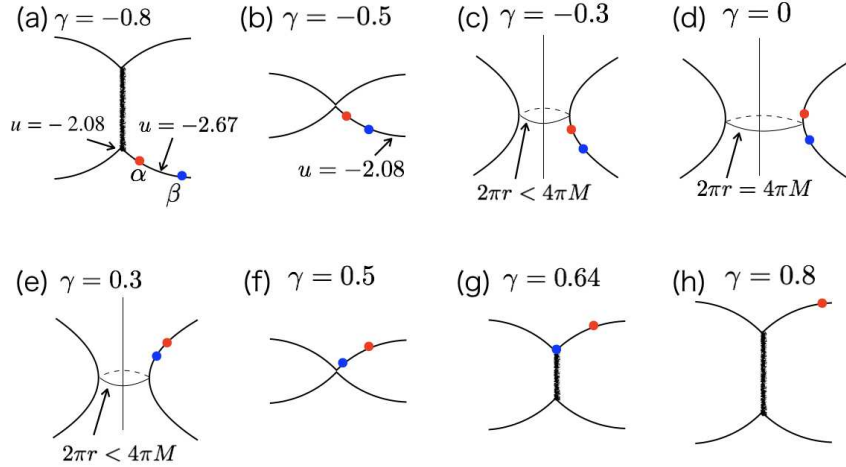 (a) γ = −0.8
(b) γ = −0.5
(c) γ = −0.3
(d) γ = 0
u = − 2.08
u = −2.67
α
β
u = −2.08
2πr < 4πM
2πr = 4πM
(e) γ = 0.3
(f) γ = 0.5
(g) γ = 0.64
(h) γ = 0.8
2πr < 4πM